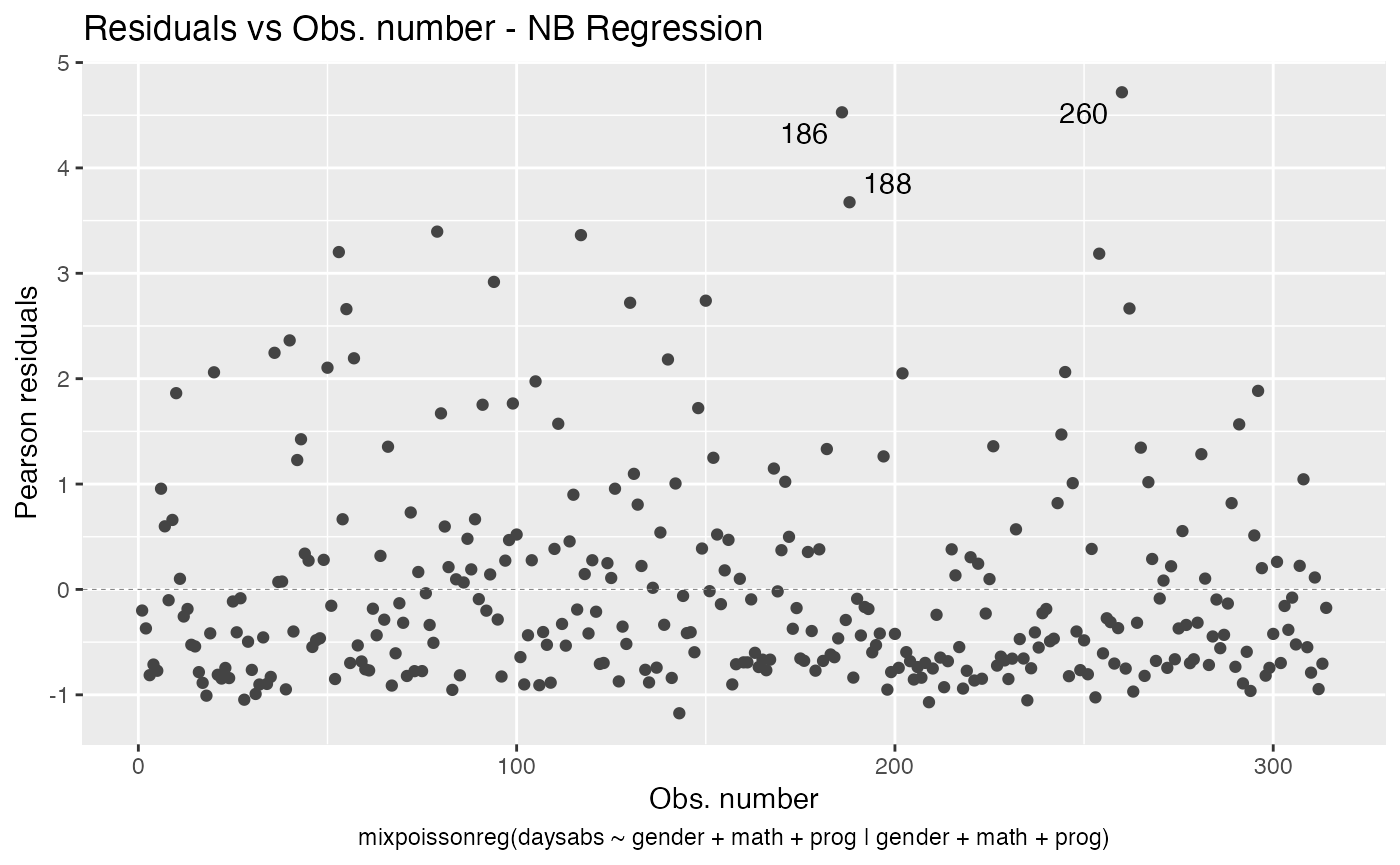 Residuals vs Obs. number - NB Regression
5
4
3
2
1
0
-1
Pearson residuals
186
260
188
0 100 200 300
Obs. number
mixpoissonreg(daysabs ~ gender + math + prog | gender + math + prog)